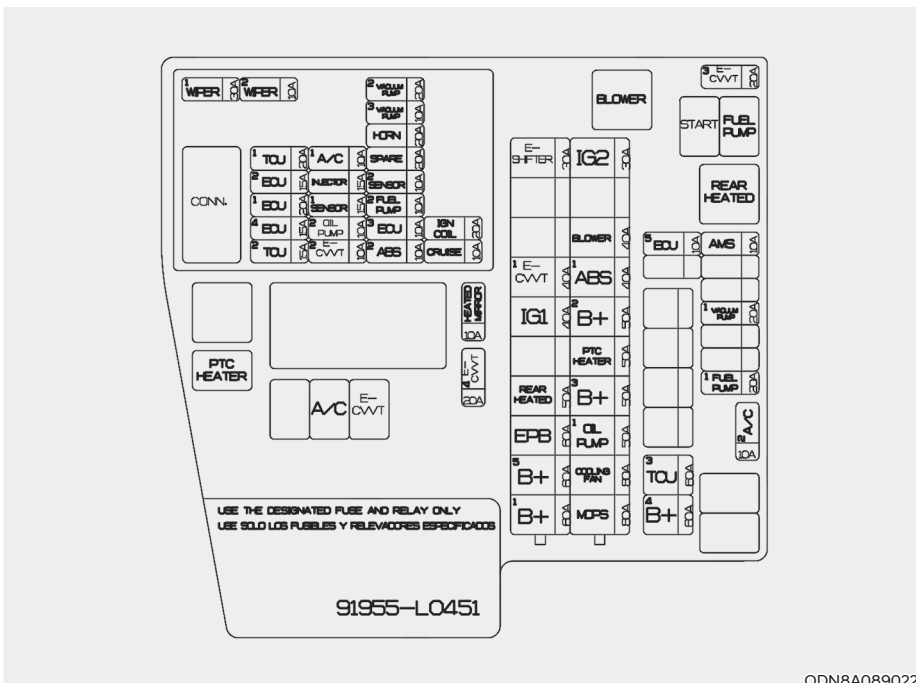 1 WIPER 30A 2 WIPER 10A
2 VACUUM PUMP 20A
3 VACUUM PUMP 10A
HORN 20A
1 TCU 20A 1 A/C 10A SPARE 20A
2 ECU 15A INJECTOR 15A 2 SENSOR 10A
CONN.
1 ECU 20A 1 SENSOR 15A 2 FUEL PUMP 10A
4 ECU 15A 2 OIL PUMP 10A 3 ECU 10A IGN COIL 20A
2 TCU 15A 2 E-CVVT 10A 2 ABS 10A CRUISE 10A
BLOWER
3 E-CVVT 20A
START FUEL PUMP
REAR HEATED
E-SHIFTER IG2
BLOWER 40A
1 E-CVVT 40A 1 ABS 40A
IG1 40A 2 B+ 50A
PTC HEATER 50A
REAR HEATED 50A 3 B+ 50A
EPB 60A 1 OIL PUMP 50A
5 B+ 60A COOLING FAN 60A
1 B+ 60A MDPS
5 ECU 10A AMS 10A
1 VACUUM PUMP 20A
1 FUEL PUMP 20A
2 A/C 10A
3 TCU 60A
4 B+ 60A
HEATED MIRROR 10A
4 E-CVVT 20A
PTC HEATER
A/C E-CVVT
USE THE DESIGNATED FUSE AND RELAY ONLY
USE SOLO LOS FUSELES Y RELEVADORES ESPECIFICADOS
91955-L0451
ODN8A089022